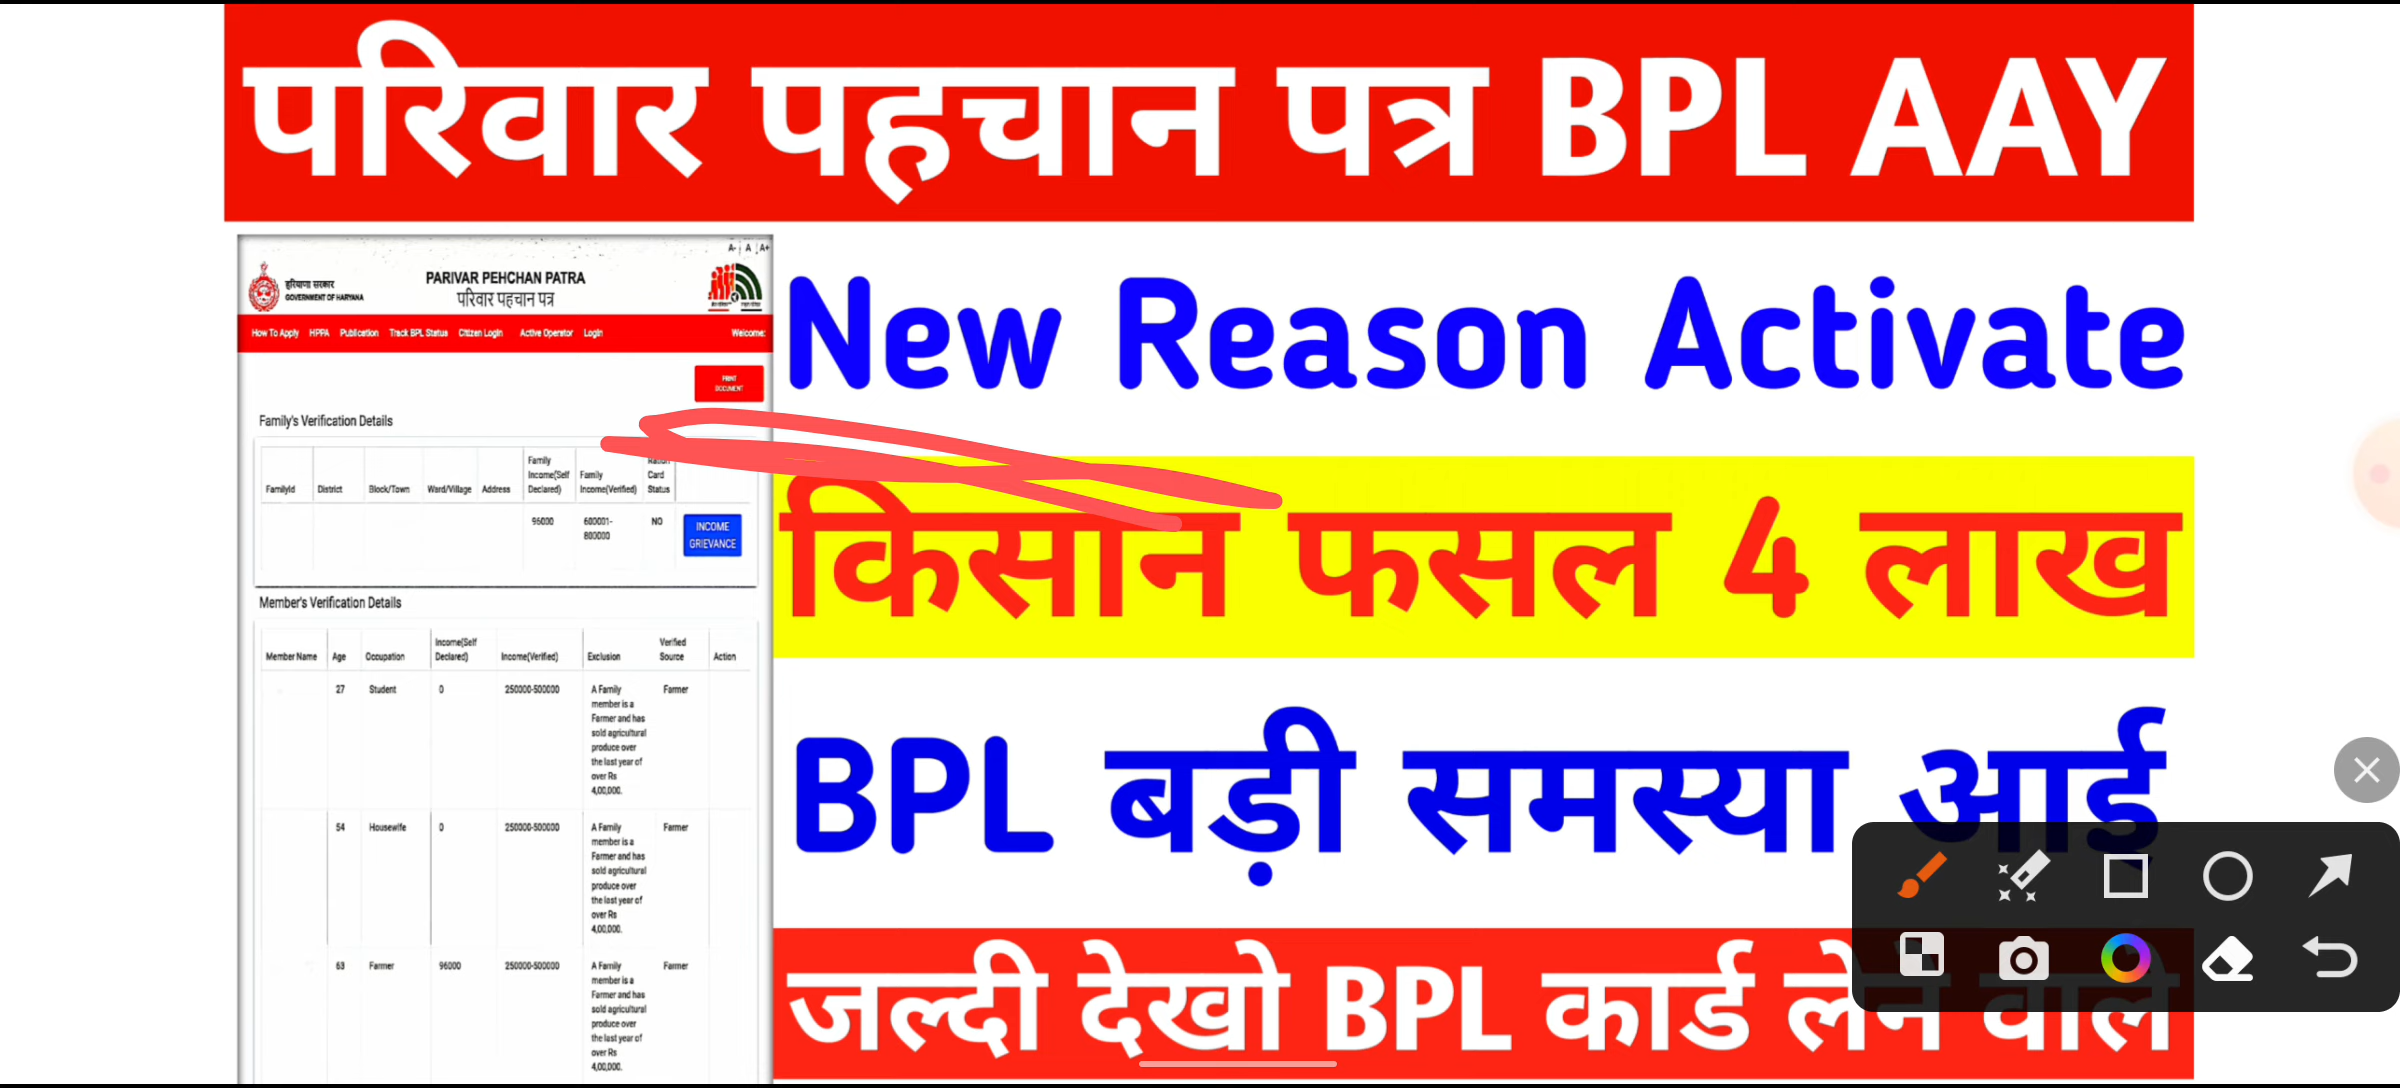 परिवार पहचान पत्र BPL AAY
A- A A+
हरियाणा सरकार
GOVERNMENT OF HARYANA
PARIVAR PEHCHAN PATRA
परिवार पहचान पत्र
How To Apply HPPA Publication Track BPL Status Citizen Login Active Operator Login Welcome:
PRINT
DOCUMENT
Family's Verification Details
FamilyId District Block/Town Ward/Village Address Family Income(Self Declared) Family Income(Verified) Ration Card Status
95000 600001-800000 NO INCOME GRIEVANCE
Member's Verification Details
Member Name Age Occupation Income(Self Declared) Income(Verified) Exclusion Verified Source Action
27 Student 0 250000-500000 A Family member is a Farmer and has sold agricultural produce over the last year of over Rs 4,00,000. Farmer
54 Housewife 0 250000-500000 A Family member is a Farmer and has sold agricultural produce over the last year of over Rs 4,00,000. Farmer
63 Farmer 96000 250000-500000 A Family member is a Farmer and has sold agricultural produce over the last year of over Rs 4,00,000. Farmer
New Reason Activate
किसान फसल 4 लाख
BPL बड़ी समस्या आई
जल्दी देखो BPL कार्ड लेने वाले